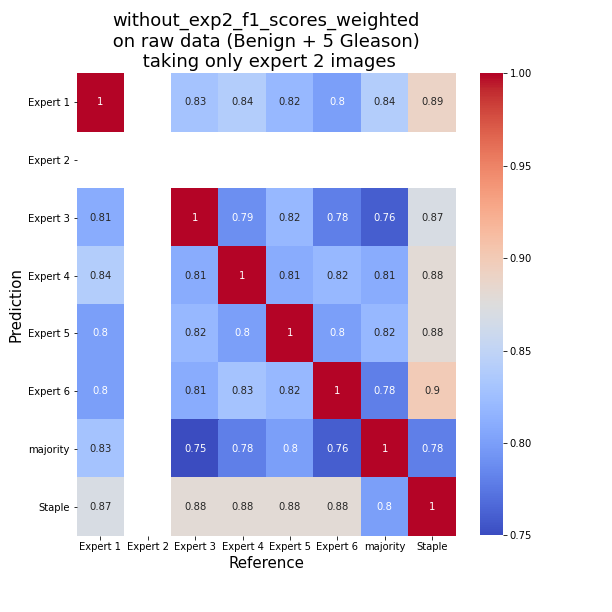 without_exp2_f1_scores_weighted
on raw data (Benign + 5 Gleason)
taking only expert 2 images
Prediction
Expert 1 1 0.83 0.84 0.82 0.8 0.84 0.89
Expert 2
Expert 3 0.81 1 0.79 0.82 0.78 0.76 0.87
Expert 4 0.84 0.81 1 0.81 0.82 0.81 0.88
Expert 5 0.8 0.82 0.8 1 0.8 0.82 0.88
Expert 6 0.8 0.81 0.83 0.82 1 0.78 0.9
majority 0.83 0.75 0.78 0.8 0.76 1 0.78
Staple 0.87 0.88 0.88 0.88 0.88 0.8 1
Expert 1 Expert 2 Expert 3 Expert 4 Expert 5 Expert 6 majority Staple
Reference
1.00
0.95
0.90
0.85
0.80
0.75